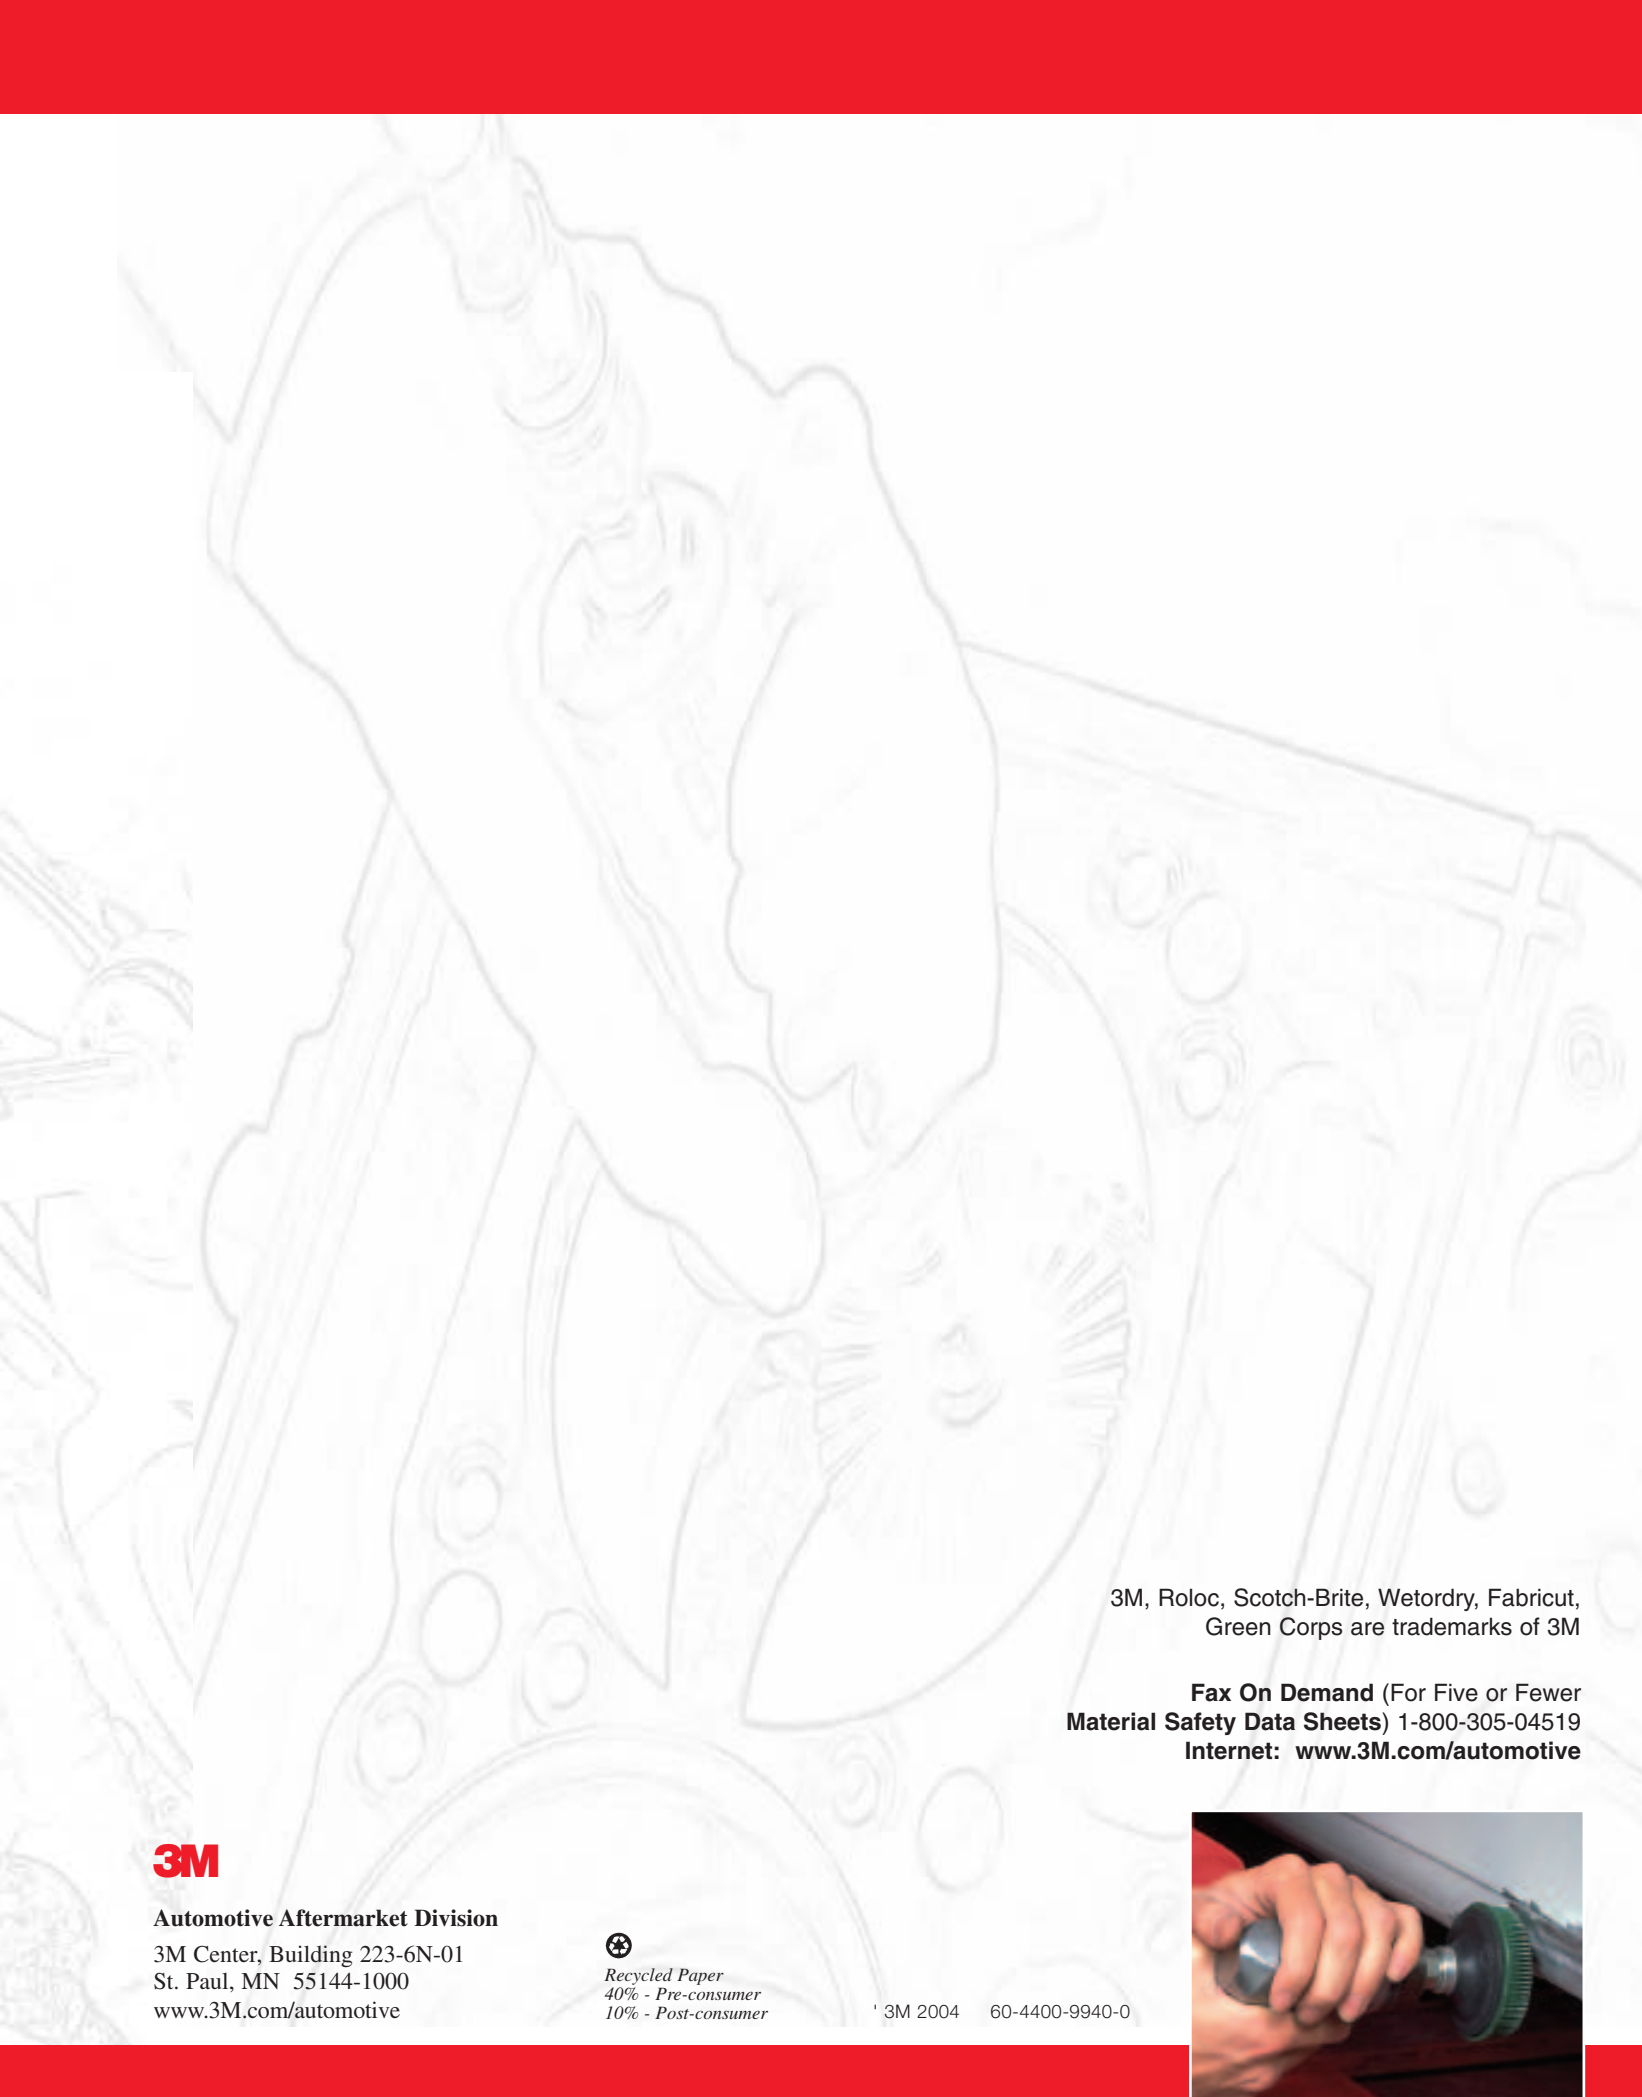 3M, Roloc, Scotch-Brite, Wetordry, Fabricut,
Green Corps are trademarks of 3M
Fax On Demand (For Five or Fewer
Material Safety Data Sheets) 1-800-305-04519
Internet: www.3M.com/automotive
3M
Automotive Aftermarket Division
3M Center, Building 223-6N-01
St. Paul, MN 55144-1000
www.3M.com/automotive
Recycled Paper
40% - Pre-consumer
10% - Post-consumer
' 3M 2004 60-4400-9940-0